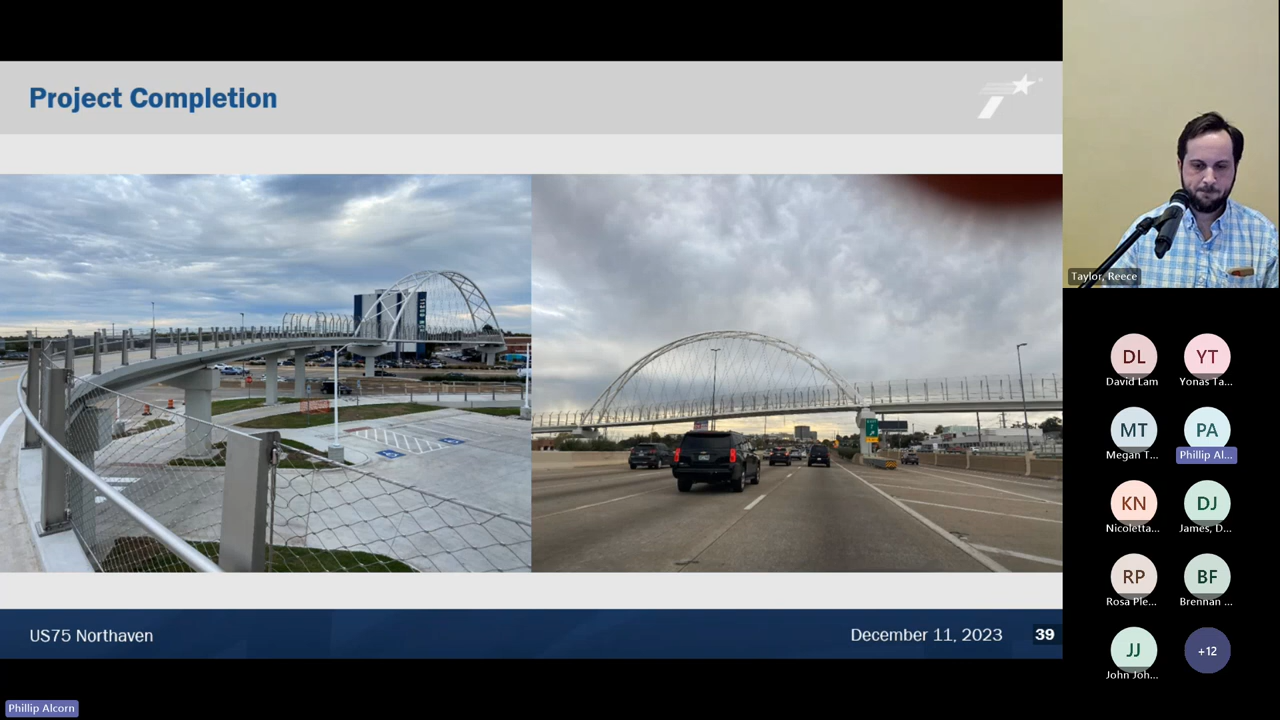 Project Completion
US75 Northaven
December 11, 2023
39
Taylor, Reece
DL
David Lam
YT
Yonas Ta...
MT
Megan T...
PA
Phillip Al...
KN
Nicoletta...
DJ
James, D...
RP
Rosa Ple...
BF
Brennan ...
JJ
John Joh...
+12
Phillip Alcorn